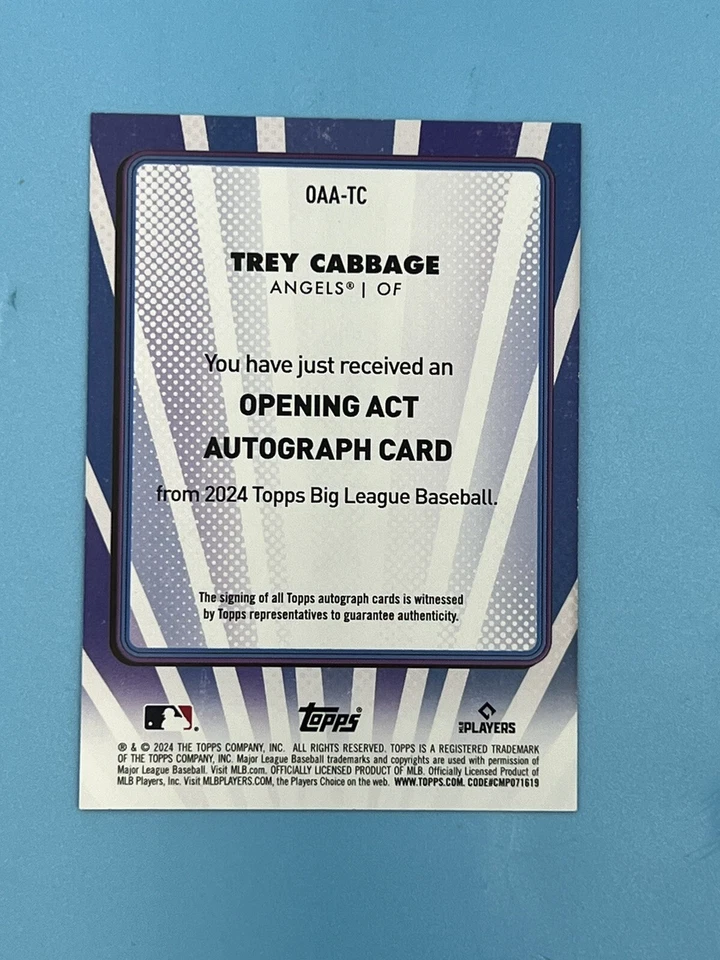 OAA-TC
TREY CABBAGE
ANGELS® | OF
You have just received an
OPENING ACT
AUTOGRAPH CARD
from 2024 Topps Big League Baseball.
The signing of all Topps autograph cards is witnessed
by Topps representatives to guarantee authenticity.
topps®
MLB PLAYERS
® & © 2024 THE TOPPS COMPANY, INC. ALL RIGHTS RESERVED. TOPPS IS A REGISTERED TRADEMARK
OF THE TOPPS COMPANY, INC. Major League Baseball trademarks and copyrights are used with permission of
Major League Baseball. Visit MLB.com. OFFICIALLY LICENSED PRODUCT OF MLB. Officially Licensed Product of
MLB Players, Inc. Visit MLBPLAYERS.COM, the Players Choice on the web. WWW.TOPPS.COM. CODE#CMP071619